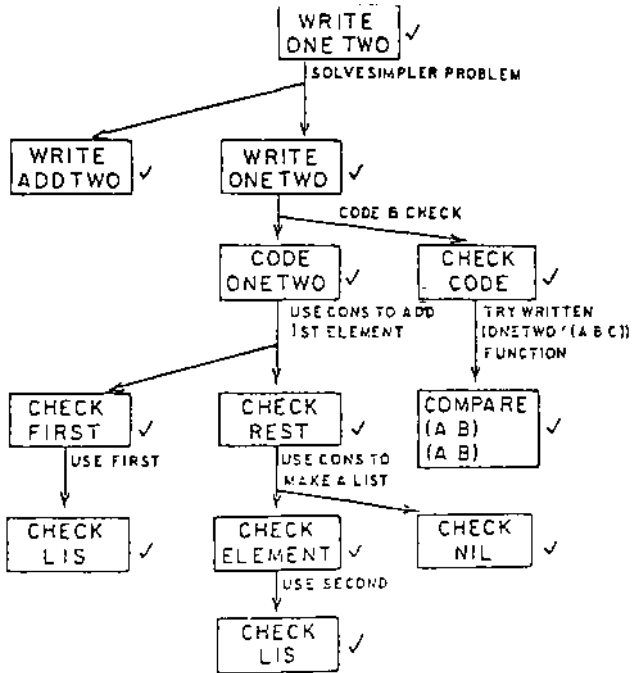 WRITE
ONE TWO ✓
SOLVE SIMPLER PROBLEM
WRITE
ADD TWO ✓
WRITE
ONETWO ✓
CODE & CHECK
CODE
ONETWO ✓
CHECK
CODE ✓
USE CONS TO ADD
1ST ELEMENT
TRY WRITTEN
(ONETWO '(A B C))
FUNCTION
CHECK
FIRST ✓
CHECK
REST ✓
COMPARE
(A B)
(A B) ✓
USE FIRST
USE CONS TO
MAKE A LIST
CHECK
LIS ✓
CHECK
ELEMENT ✓
CHECK
NIL ✓
USE SECOND
CHECK
LIS ✓